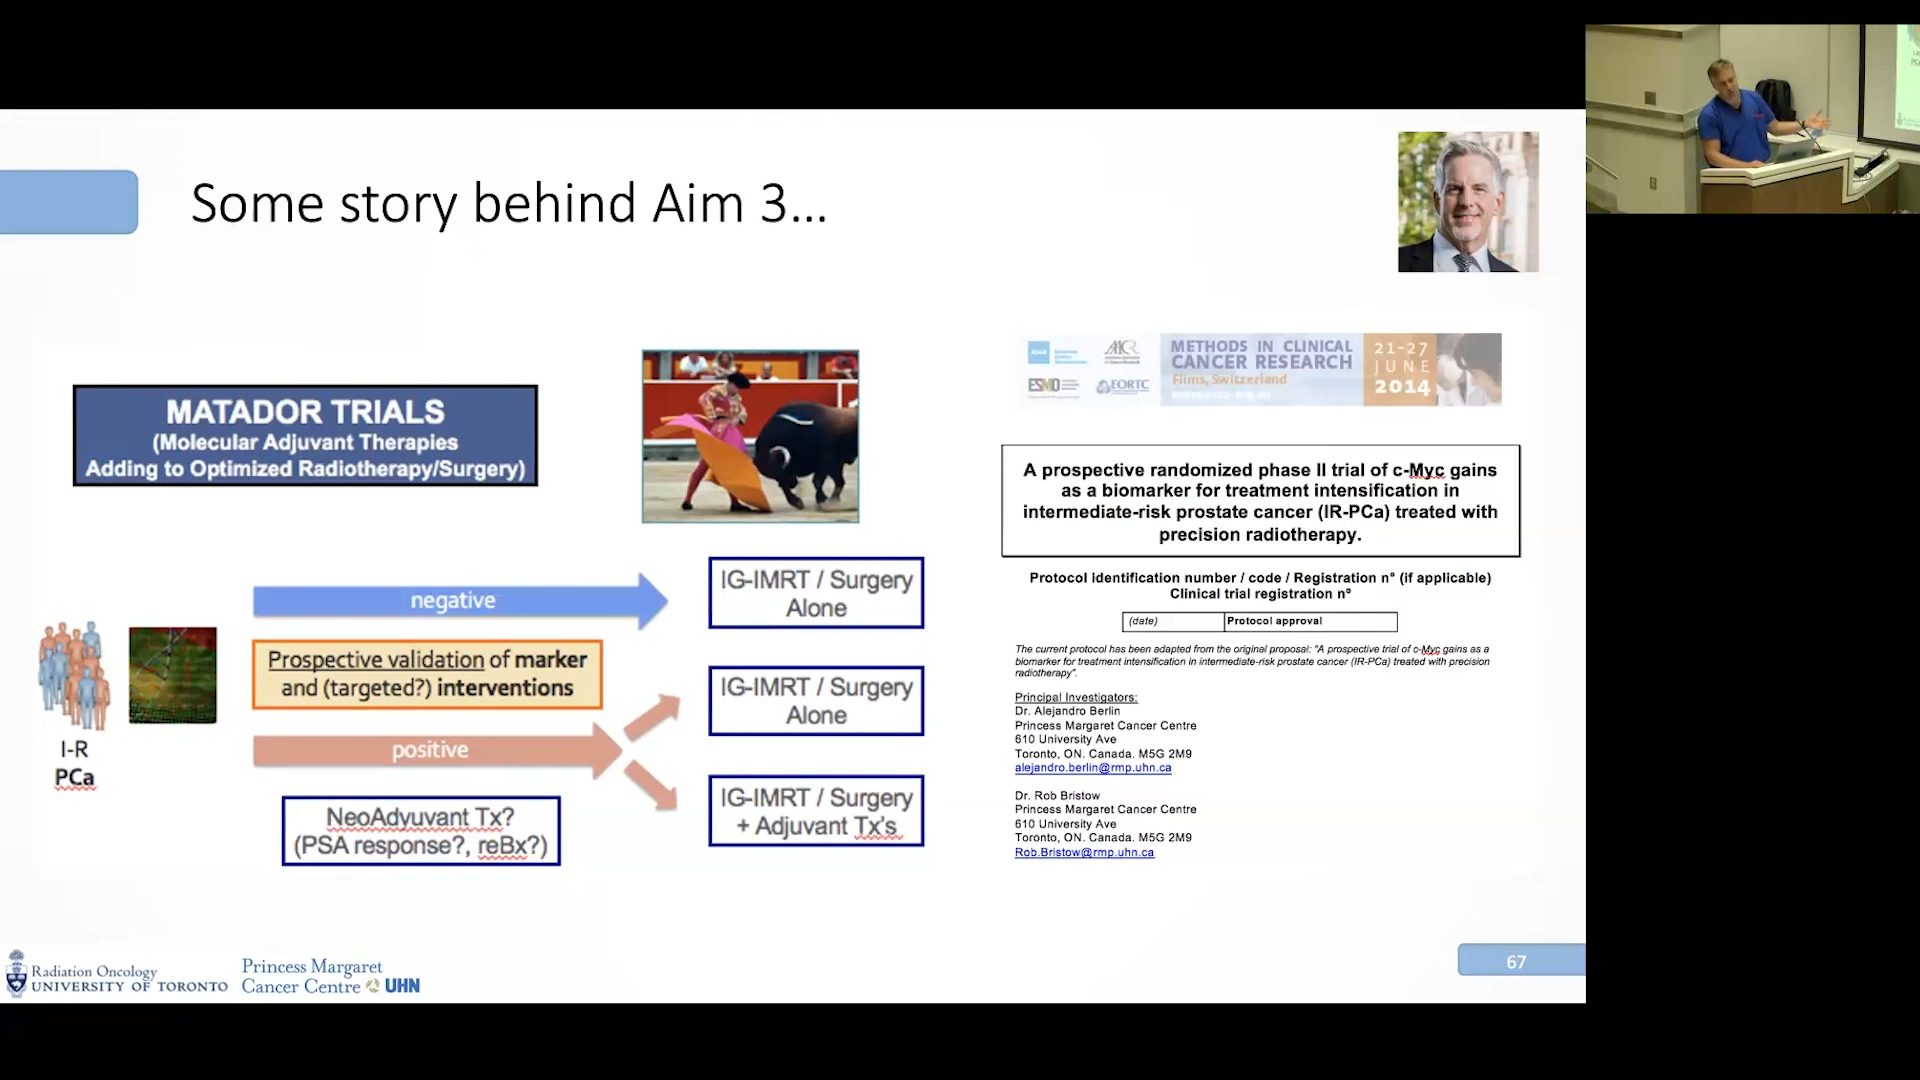 Some story behind Aim 3...
MATADOR TRIALS
(Molecular Adjuvant Therapies
Adding to Optimized Radiotherapy/Surgery)
negative
Prospective validation of marker
and (targeted?) interventions
positive
I-R
PCa
NeoAdyuvant Tx?
(PSA response?, reBx?)
IG-IMRT / Surgery
Alone
IG-IMRT / Surgery
Alone
IG-IMRT / Surgery
+ Adjuvant Tx's
ESMO
EORTC
METHODS IN CLINICAL
CANCER RESEARCH
Flims, Switzerland
21-27
JUNE
2014
A prospective randomized phase II trial of c-Myc gains
as a biomarker for treatment intensification in
intermediate-risk prostate cancer (IR-PCa) treated with
precision radiotherapy.
Protocol identification number / code / Registration n° (if applicable)
Clinical trial registration n°
(date) Protocol approval
The current protocol has been adapted from the original proposal: "A prospective trial of c-Myc gains as a
biomarker for treatment intensification in intermediate-risk prostate cancer (IR-PCa) treated with precision
radiotherapy".
Principal Investigators:
Dr. Alejandro Berlin
Princess Margaret Cancer Centre
610 University Ave
Toronto, ON. Canada. M5G 2M9
alejandro.berlin@rmp.uhn.ca
Dr. Rob Bristow
Princess Margaret Cancer Centre
610 University Ave
Toronto, ON. Canada. M5G 2M9
Rob.Bristow@rmp.uhn.ca
Radiation Oncology
UNIVERSITY OF TORONTO
Princess Margaret
Cancer Centre UHN
67